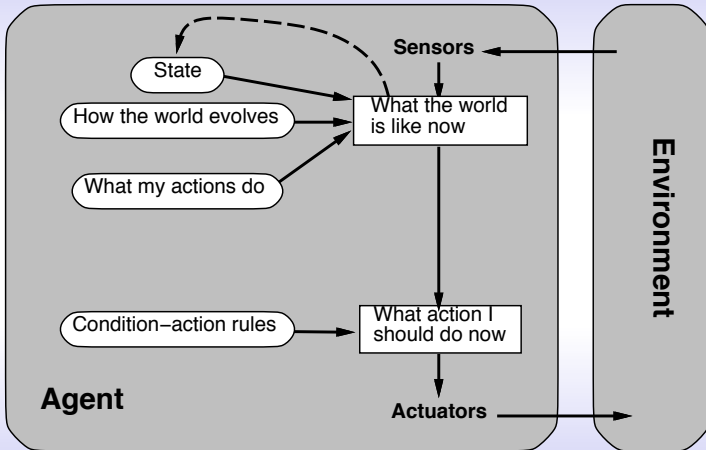 Sensors
State
What the world
is like now
How the world evolves
What my actions do
Environment
What action I
should do now
Condition−action rules
Agent
Actuators